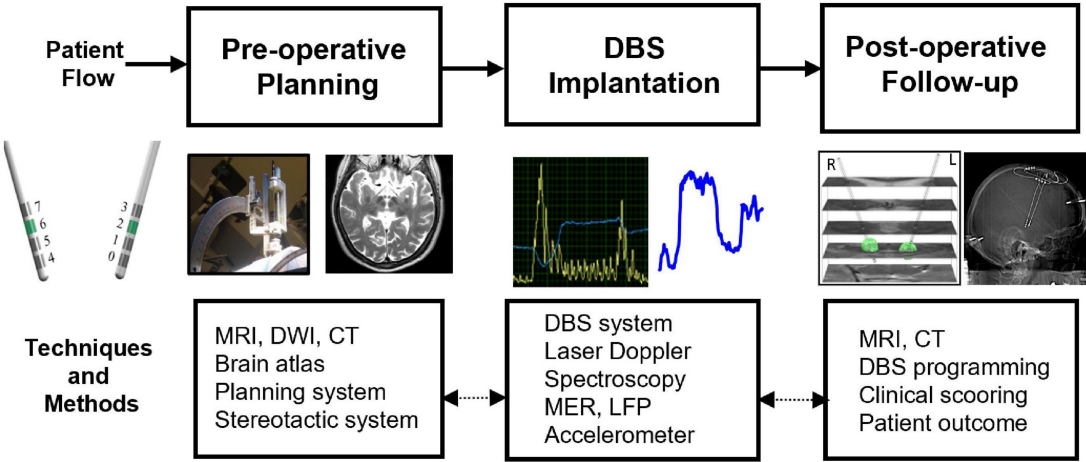 Patient
Flow
Pre-operative
Planning
DBS
Implantation
Post-operative
Follow-up
7
6
5
4
3
2
1
0
R
L
Techniques
and
Methods
MRI, DWI, CT
Brain atlas
Planning system
Stereotactic system
DBS system
Laser Doppler
Spectroscopy
MER, LFP
Accelerometer
MRI, CT
DBS programming
Clinical scooring
Patient outcome